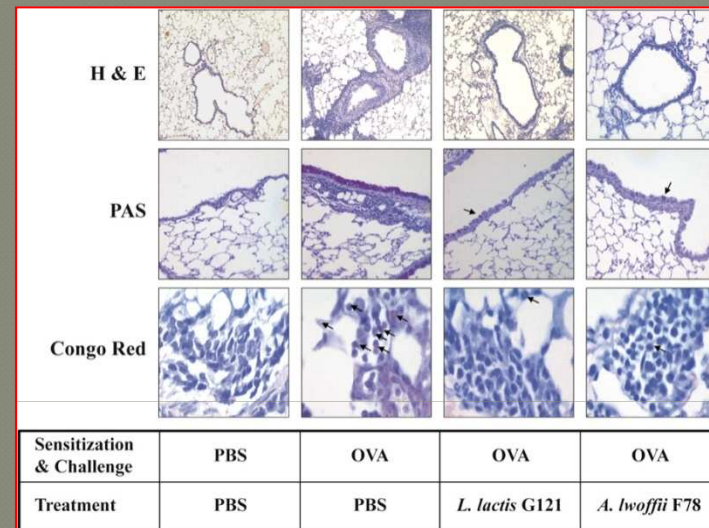 H & E
PAS
Congo Red
Sensitization
& Challenge
PBS
OVA
OVA
OVA
Treatment
PBS
PBS
L. lactis G121
A. lwoffii F78